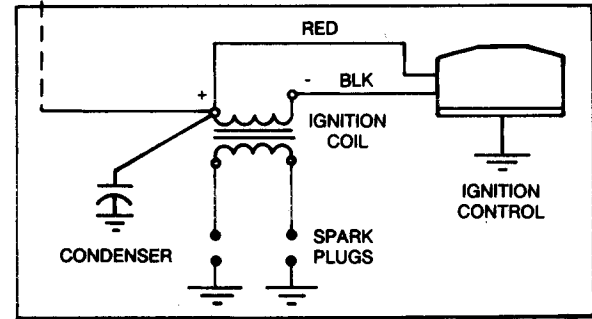 RED
BLK
+
-
IGNITION
COIL
IGNITION
CONTROL
CONDENSER
SPARK
PLUGS